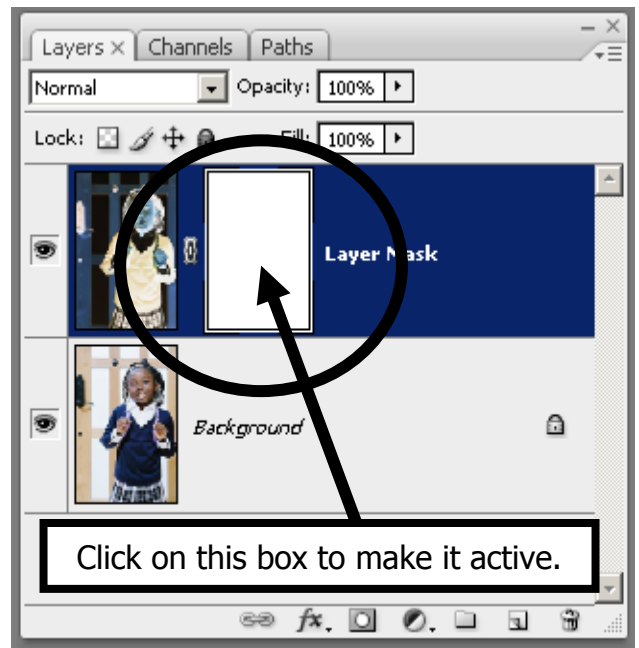 Layers × Channels Paths
Normal Opacity: 100%
Lock: Fill: 100%
Layer Mask
Background
Click on this box to make it active.
fx.